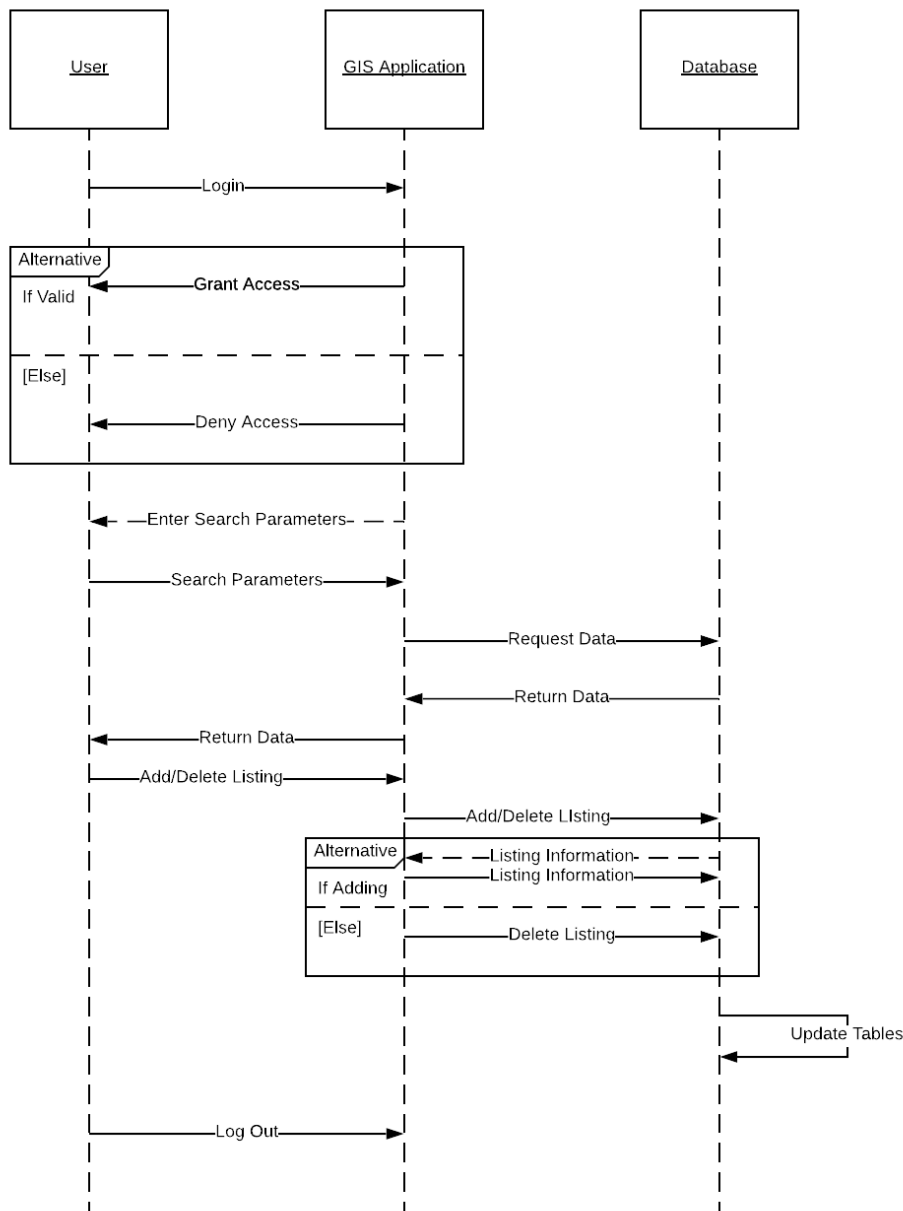 User
GIS Application
Database
Login
Alternative
Grant Access
If Valid
[Else]
Deny Access
Enter Search Parameters
Search Parameters
Request Data
Return Data
Return Data
Add/Delete Listing
Add/Delete LIsting
Alternative
Listing Information
Listing Information
If Adding
[Else]
Delete Listing
Update Tables
Log Out